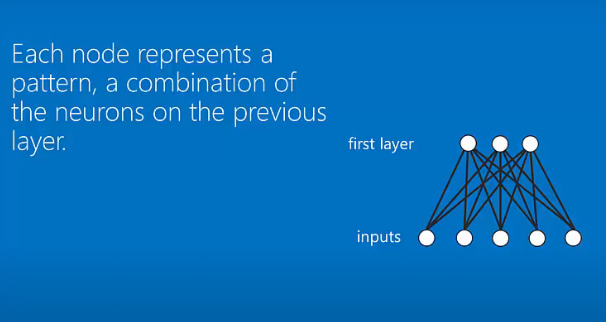 Each node represents a
pattern, a combination of
the neurons on the previous
layer.
first layer
inputs